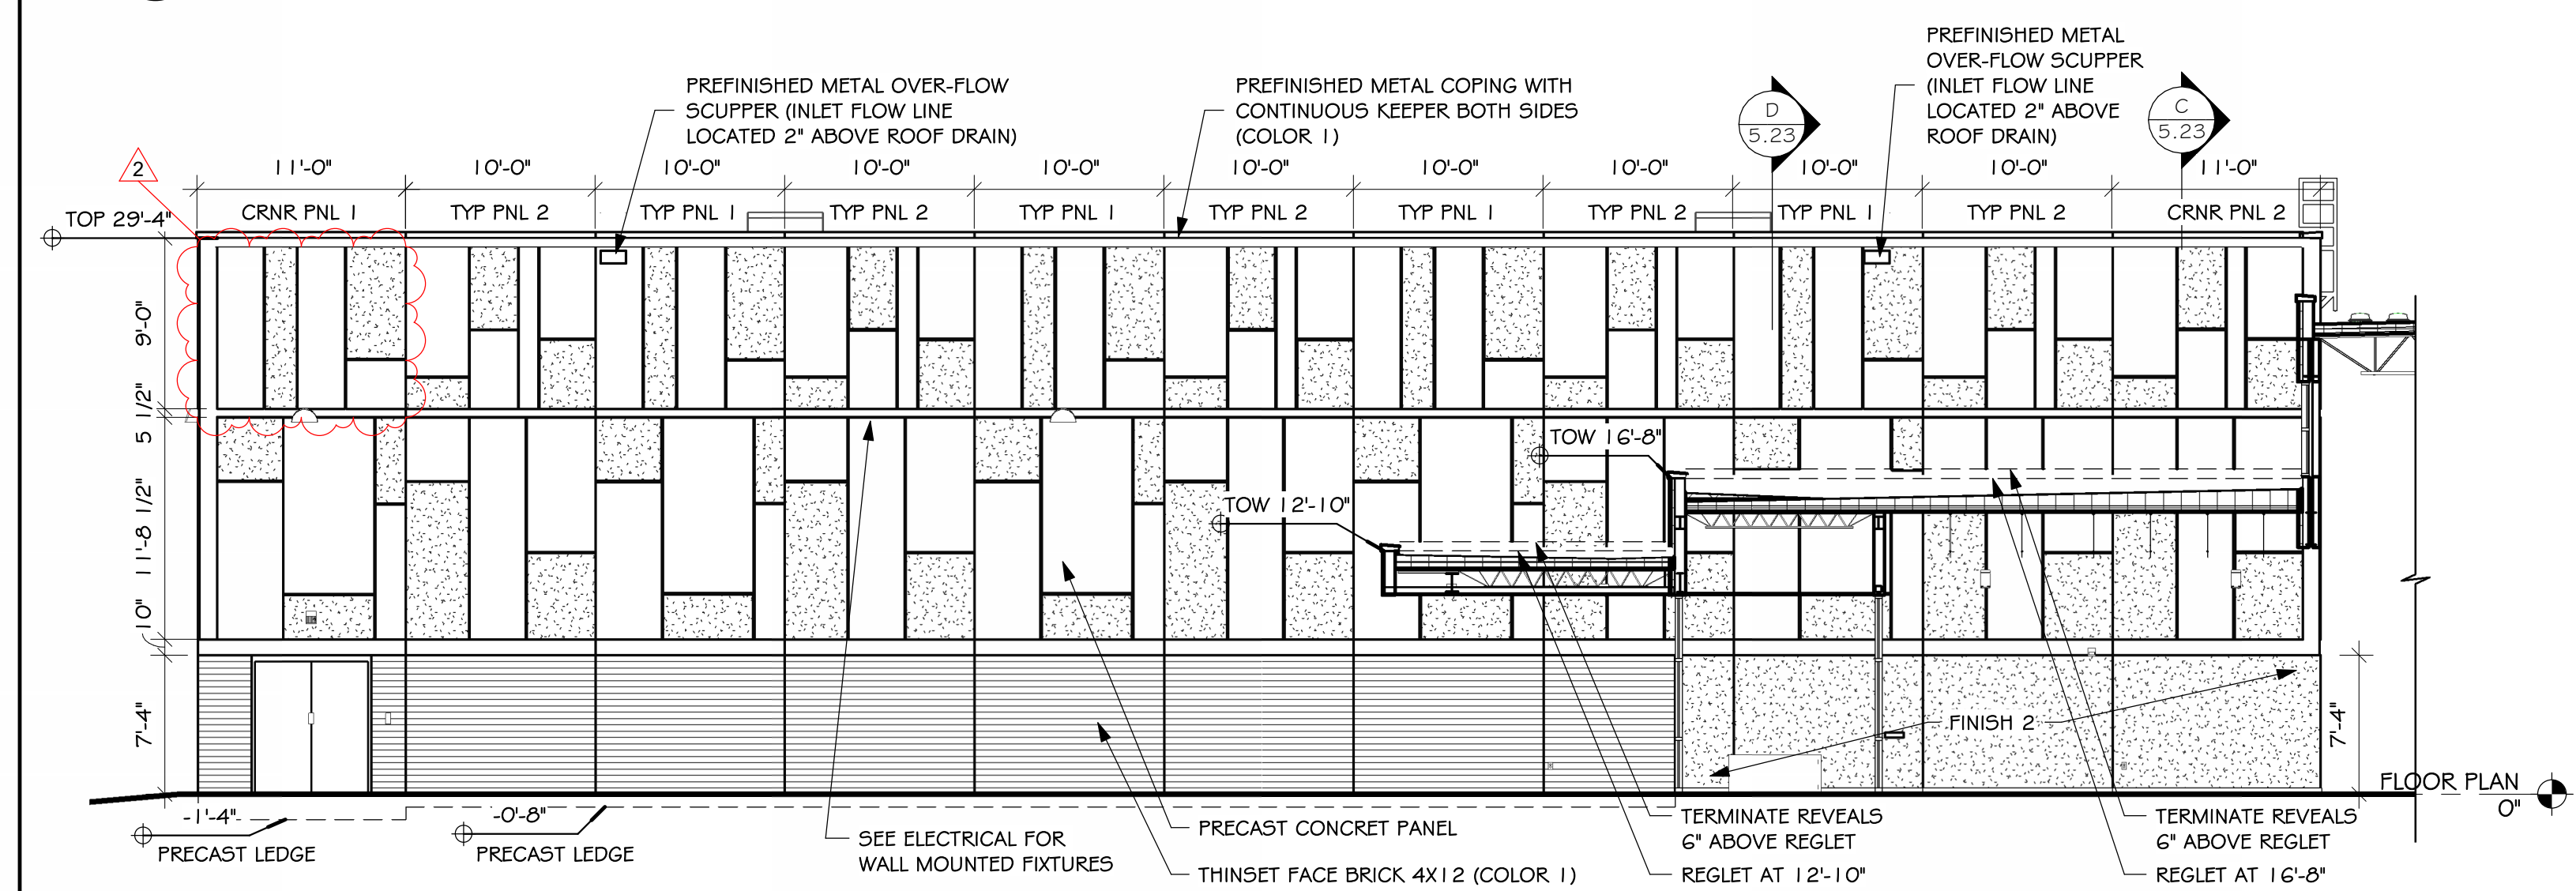 PREFINISHED METAL OVER-FLOW
SCUPPER (INLET FLOW LINE
LOCATED 2" ABOVE ROOF DRAIN)
PREFINISHED METAL COPING WITH
CONTINUOUS KEEPER BOTH SIDES
(COLOR 1)
PREFINISHED METAL
OVER-FLOW SCUPPER
(INLET FLOW LINE
LOCATED 2" ABOVE
ROOF DRAIN)
D
5.23
C
5.23
2
11'-0"
10'-0"
10'-0"
10'-0"
10'-0"
10'-0"
10'-0"
10'-0"
10'-0"
10'-0"
11'-0"
TOP 29'-4"
CRNR PNL 1
TYP PNL 2
TYP PNL 1
TYP PNL 2
TYP PNL 1
TYP PNL 2
TYP PNL 1
TYP PNL 2
TYP PNL 1
TYP PNL 2
CRNR PNL 2
9'-0"
5 1/2"
11'-8 1/2"
10"
7'-4"
TOW 16'-8"
TOW 12'-10"
FINISH 2
7'-4"
FLOOR PLAN
0"
-1'-4"
PRECAST LEDGE
-0'-8"
PRECAST LEDGE
SEE ELECTRICAL FOR
WALL MOUNTED FIXTURES
PRECAST CONCRET PANEL
THINSET FACE BRICK 4X12 (COLOR 1)
TERMINATE REVEALS
6" ABOVE REGLET
REGLET AT 12'-10"
TERMINATE REVEALS
6" ABOVE REGLET
REGLET AT 16'-8"